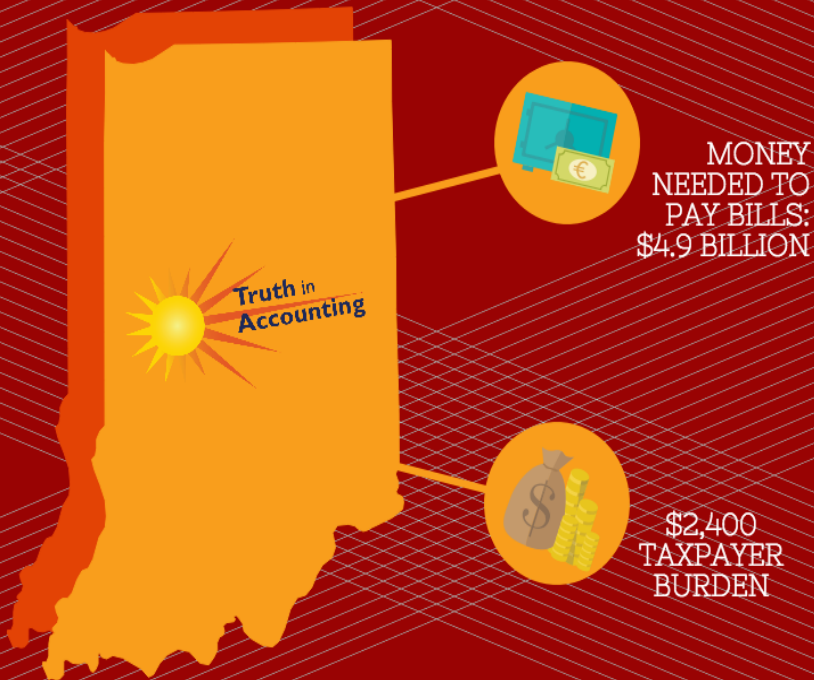 MONEY
NEEDED TO
PAY BILLS:
$4.9 BILLION
Truth in
Accounting
€
$
$2,400
TAXPAYER
BURDEN